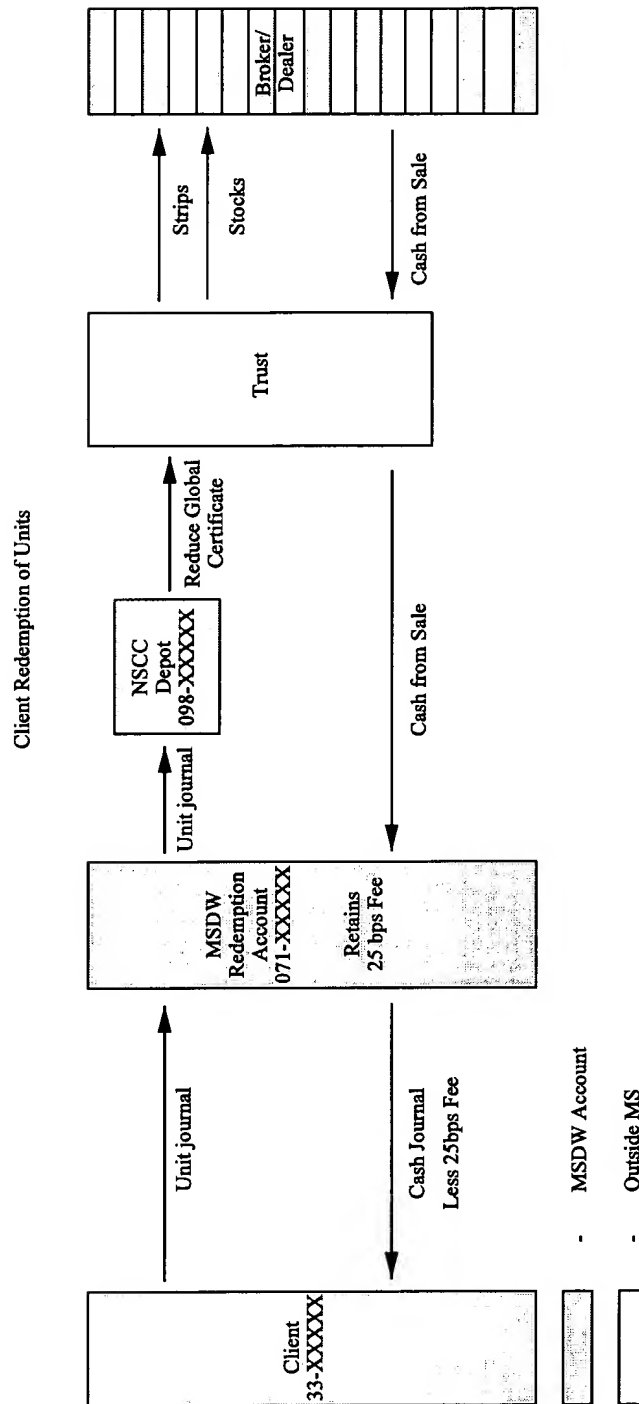 Client Redemption of Units
Client
33-XXXXX
Unit journal
Cash Journal
Less 25bps Fee
MSDW
Redemption
Account
071-XXXXX
Retains
25 bps Fee
Unit journal
NSCC
Depot
098-XXXXX
Reduce Global
Certificate
Cash from Sale
Trust
Strips
Stocks
Cash from Sale
Broker/
Dealer
- MSDW Account
- Outside MS